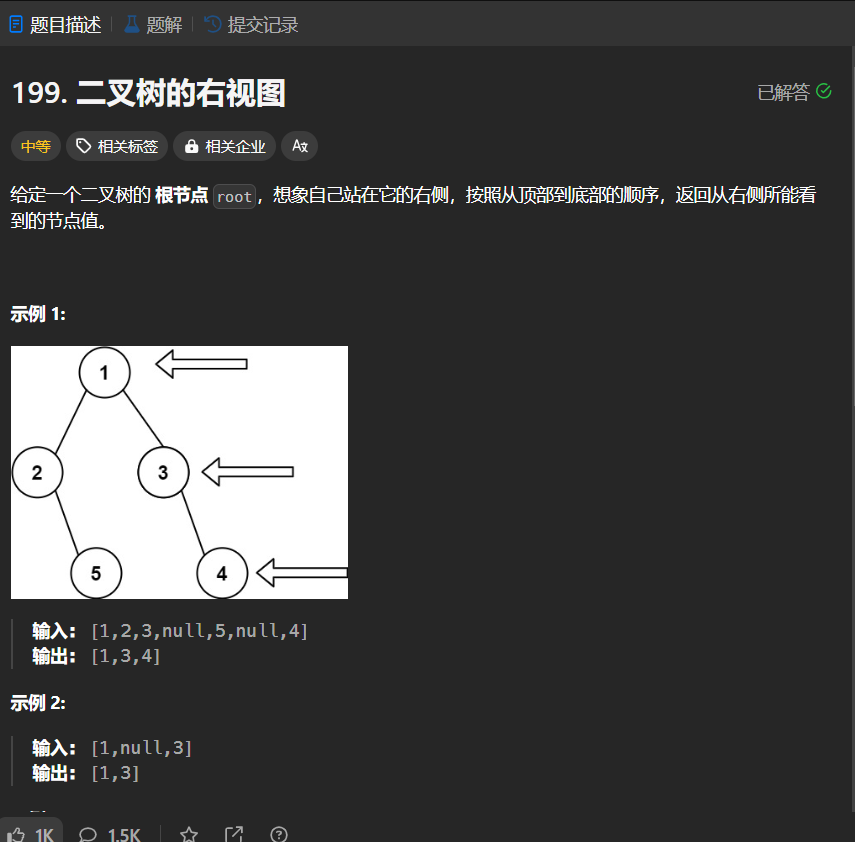 题目描述 题解 提交记录
199. 二叉树的右视图 已解答
中等 相关标签 相关企业 Aあ
给定一个二叉树的 根节点 root，想象自己站在它的右侧，按照从顶部到底部的顺序，返回从右侧所能看
到的节点值。
示例 1:
1
2 3
5 4
输入: [1,2,3,null,5,null,4]
输出: [1,3,4]
示例 2:
输入: [1,null,3]
输出: [1,3]
1K 1.5K